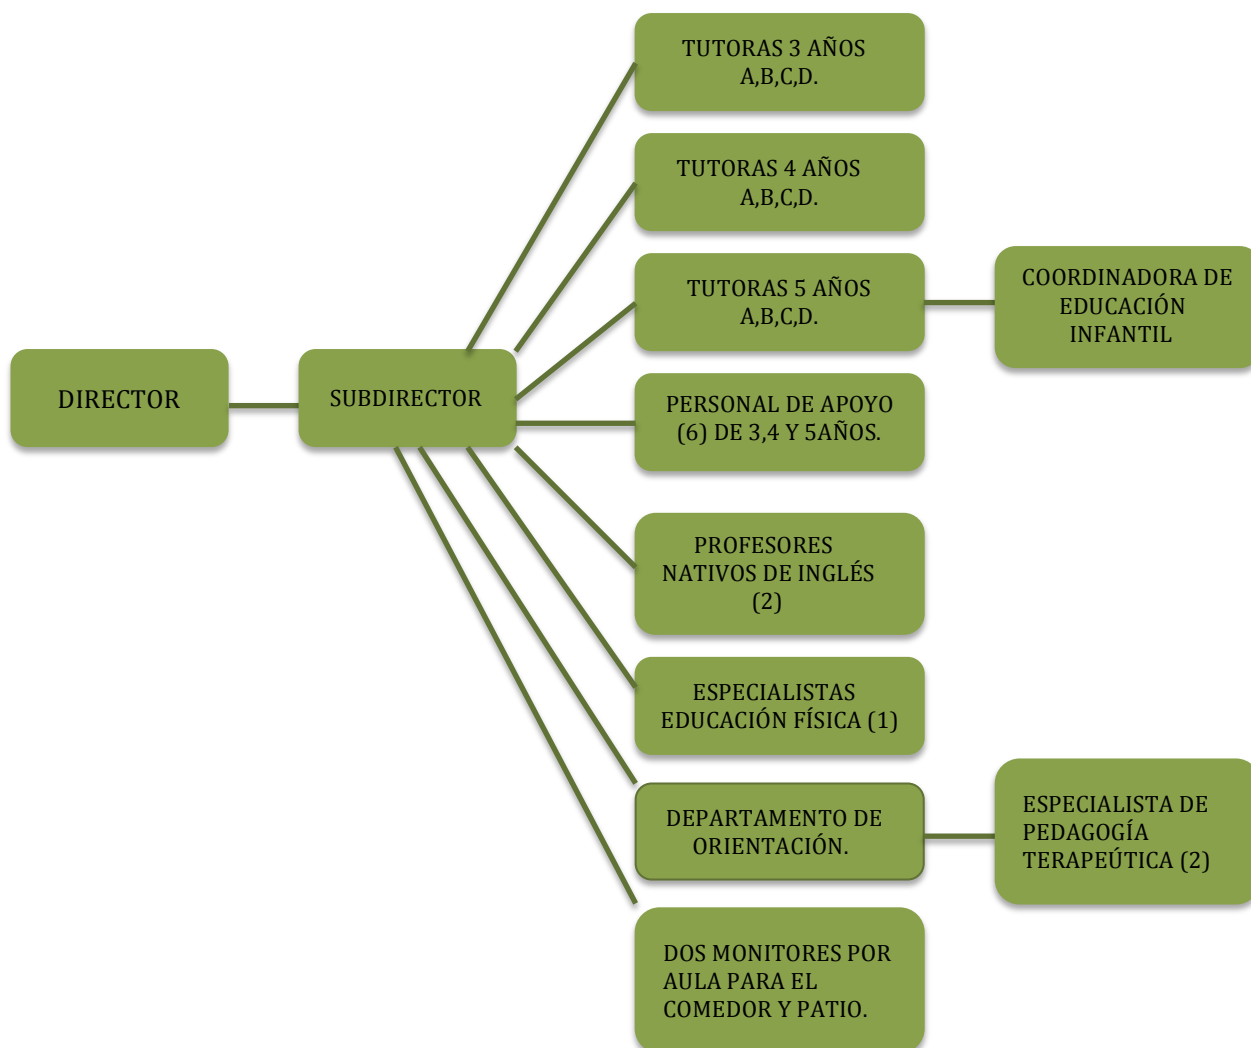 TUTORAS 3 AÑOS
A,B,C,D.
TUTORAS 4 AÑOS
A,B,C,D.
TUTORAS 5 AÑOS
A,B,C,D.
COORDINADORA DE
EDUCACIÓN
INFANTIL
DIRECTOR
SUBDIRECTOR
PERSONAL DE APOYO
(6) DE 3,4 Y 5AÑOS.
PROFESORES
NATIVOS DE INGLÉS
(2)
ESPECIALISTAS
EDUCACIÓN FÍSICA (1)
DEPARTAMENTO DE
ORIENTACIÓN.
ESPECIALISTA DE
PEDAGOGÍA
TERAPEÚTICA (2)
DOS MONITORES POR
AULA PARA EL
COMEDOR Y PATIO.